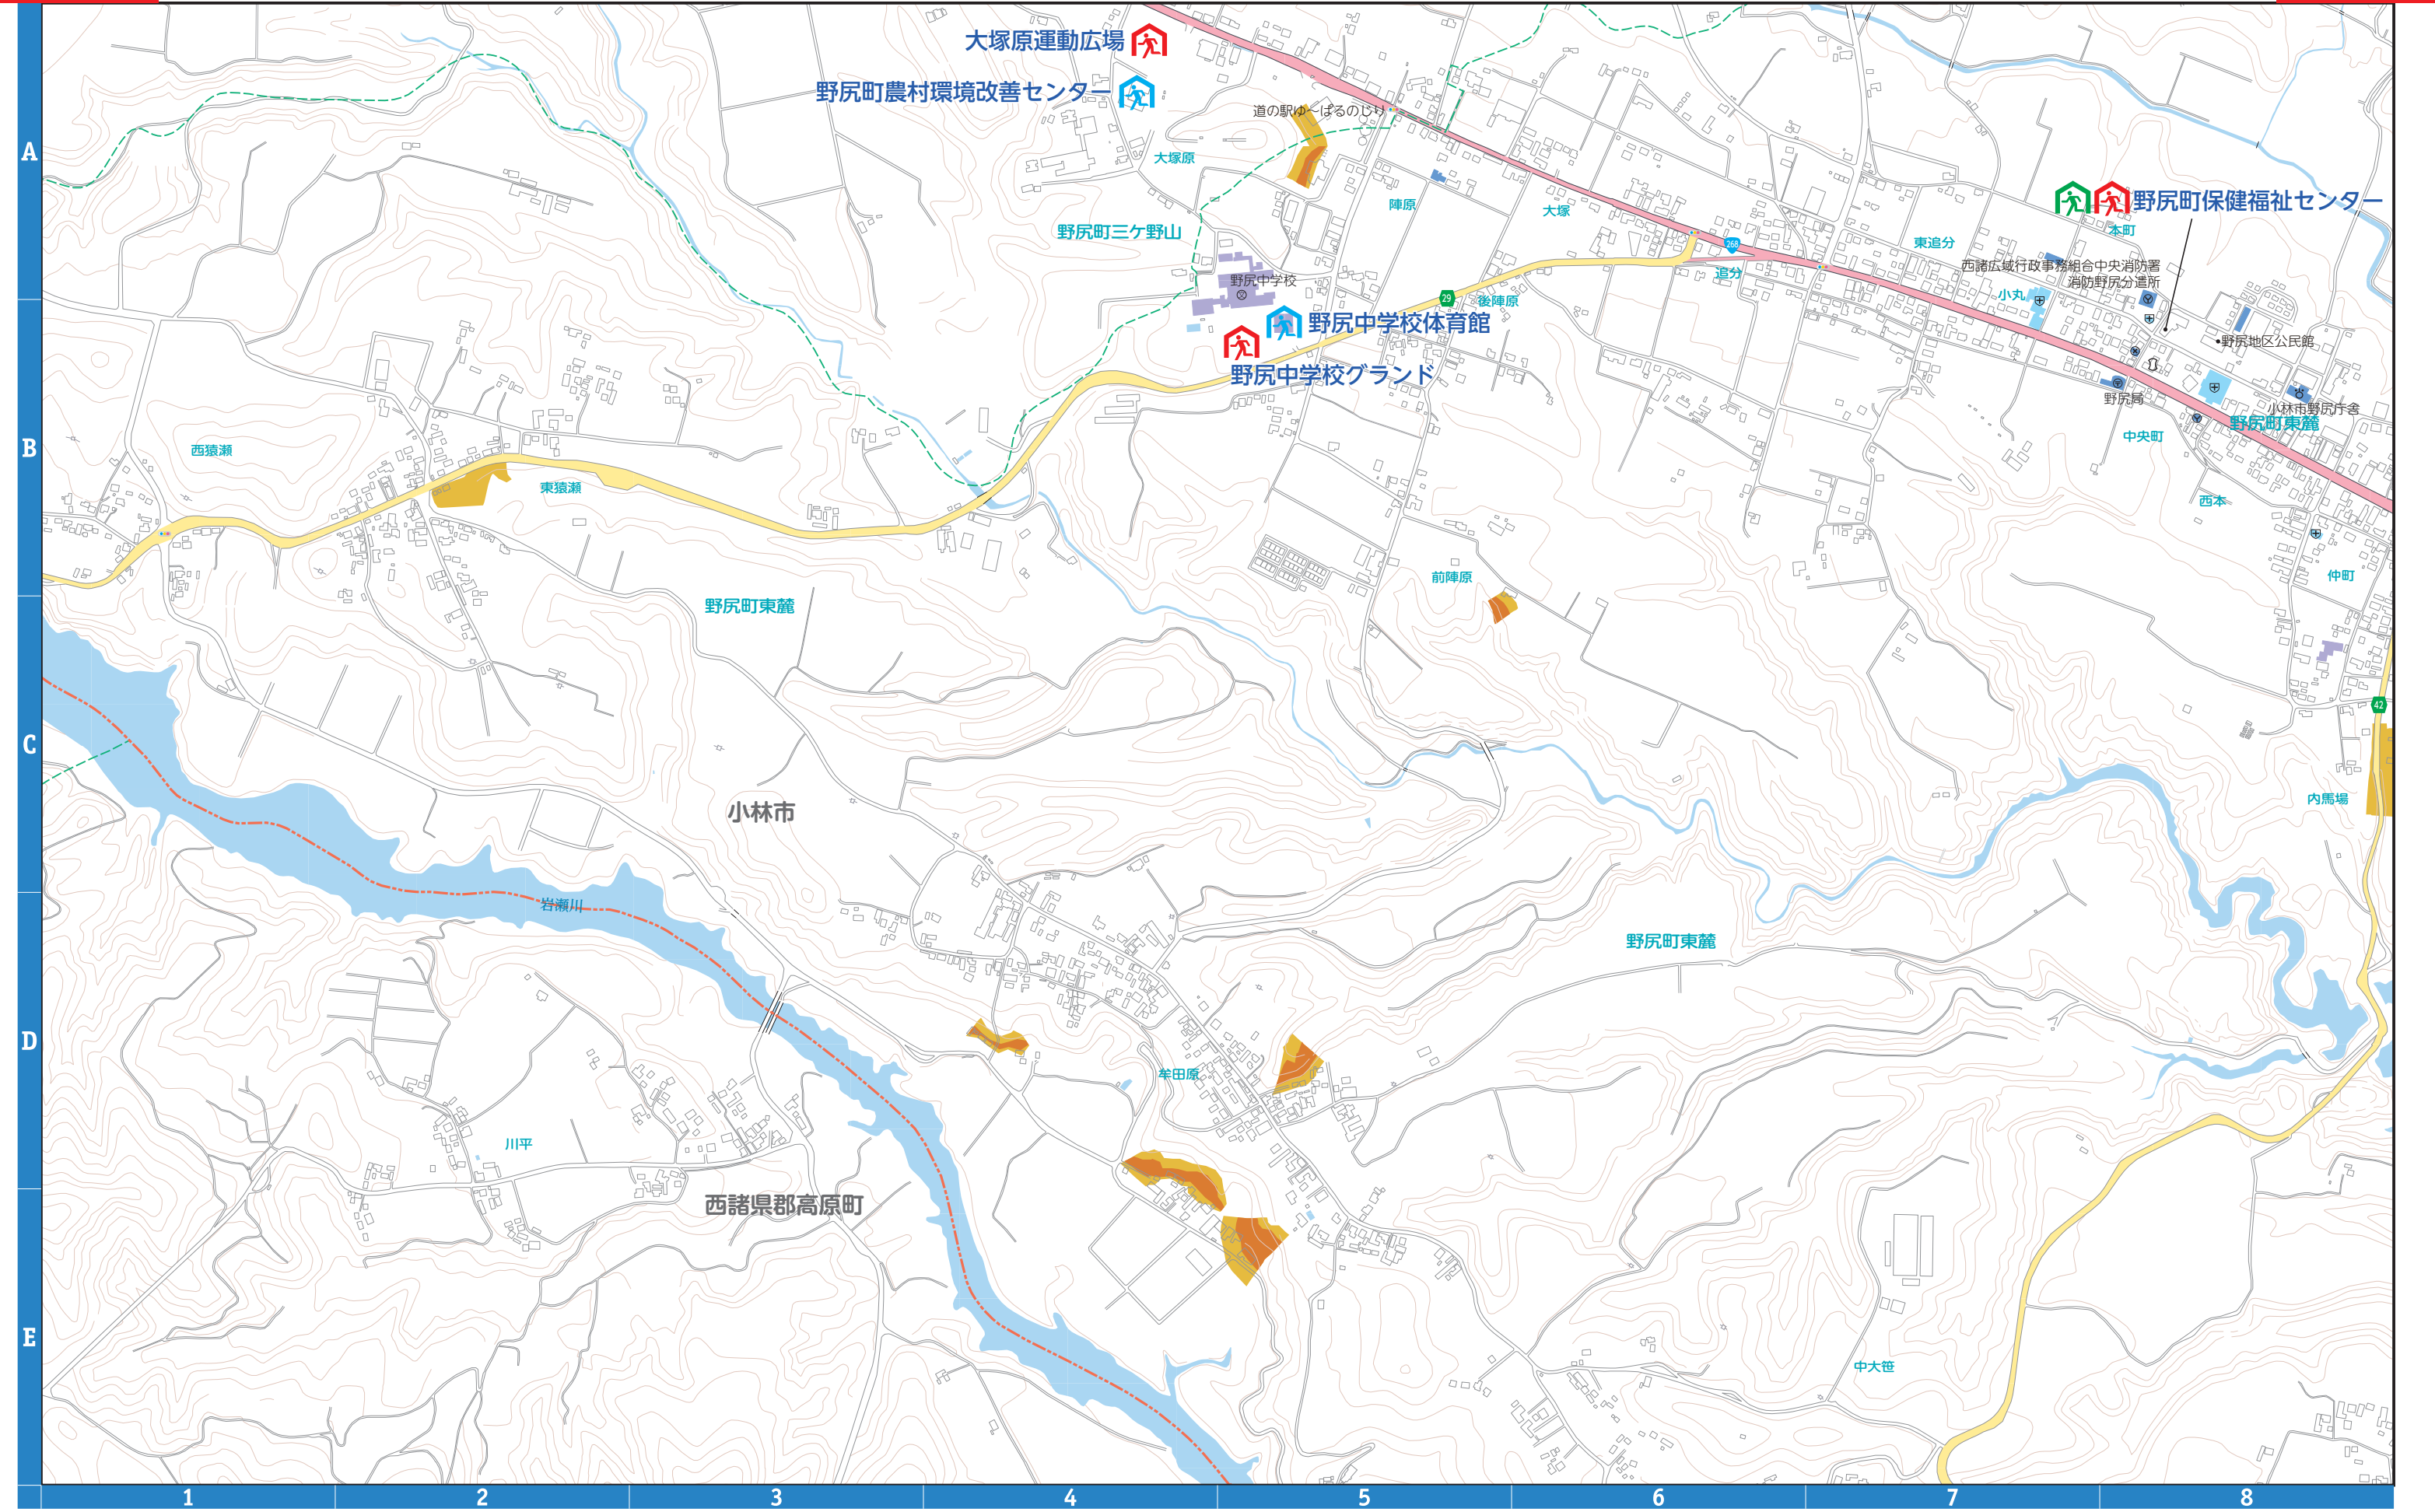 大塚原運動広場
野尻町農村環境改善センター
道の駅ゆ～ぱるのじり
A
大塚原
陣原
大塚
野尻町保健福祉センター
野尻町三ケ野山
本町
東追分
268
追分
西諸広域行政事務組合中央消防署
消防野尻分遣所
野尻中学校
29
後陣原
小丸
野尻中学校体育館
野尻地区公民館
野尻中学校グランド
野尻局
小林市野尻庁舎
野尻町東麓
中央町
B
西猿瀬
東猿瀬
西本
前陣原
仲町
野尻町東麓
42
C
内馬場
小林市
岩瀬川
野尻町東麓
D
牟田原
川平
西諸県郡高原町
E
中大笹
1
2
3
4
5
6
7
8